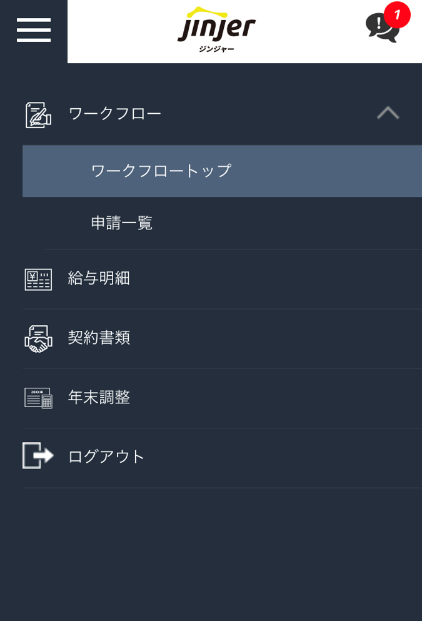 jinjer
ジンジャー
1
ワークフロー
ワークフロートップ
申請一覧
給与明細
契約書類
年末調整
ログアウト